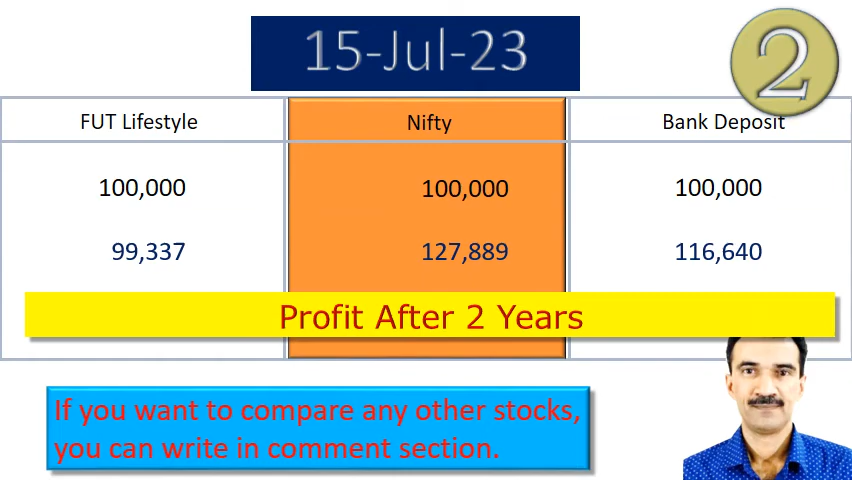 15-Jul-23
2
FUT Lifestyle Nifty Bank Deposit
100,000 100,000 100,000
99,337 127,889 116,640
Profit After 2 Years
If you want to compare any other stocks,
you can write in comment section.